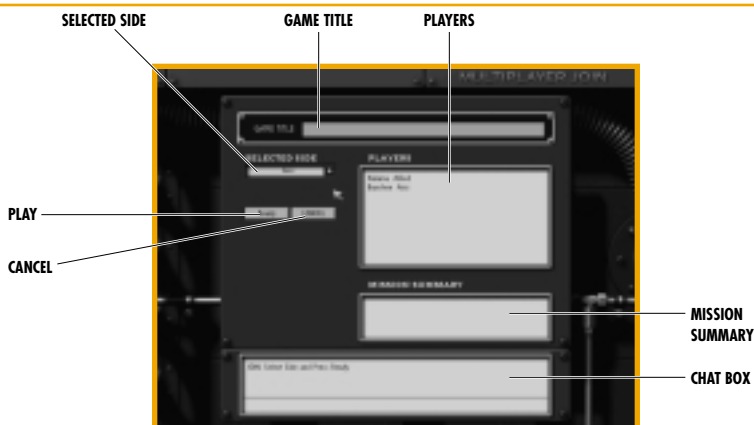 SELECTED SIDE
GAME TITLE
PLAYERS
MULTIPLAYER JOIN
GAME TITLE
SELECTED SIDE
PLAYERS
PLAY
CANCEL
CANCEL
MISSION SUMMARY
MISSION
SUMMARY
CHAT BOX